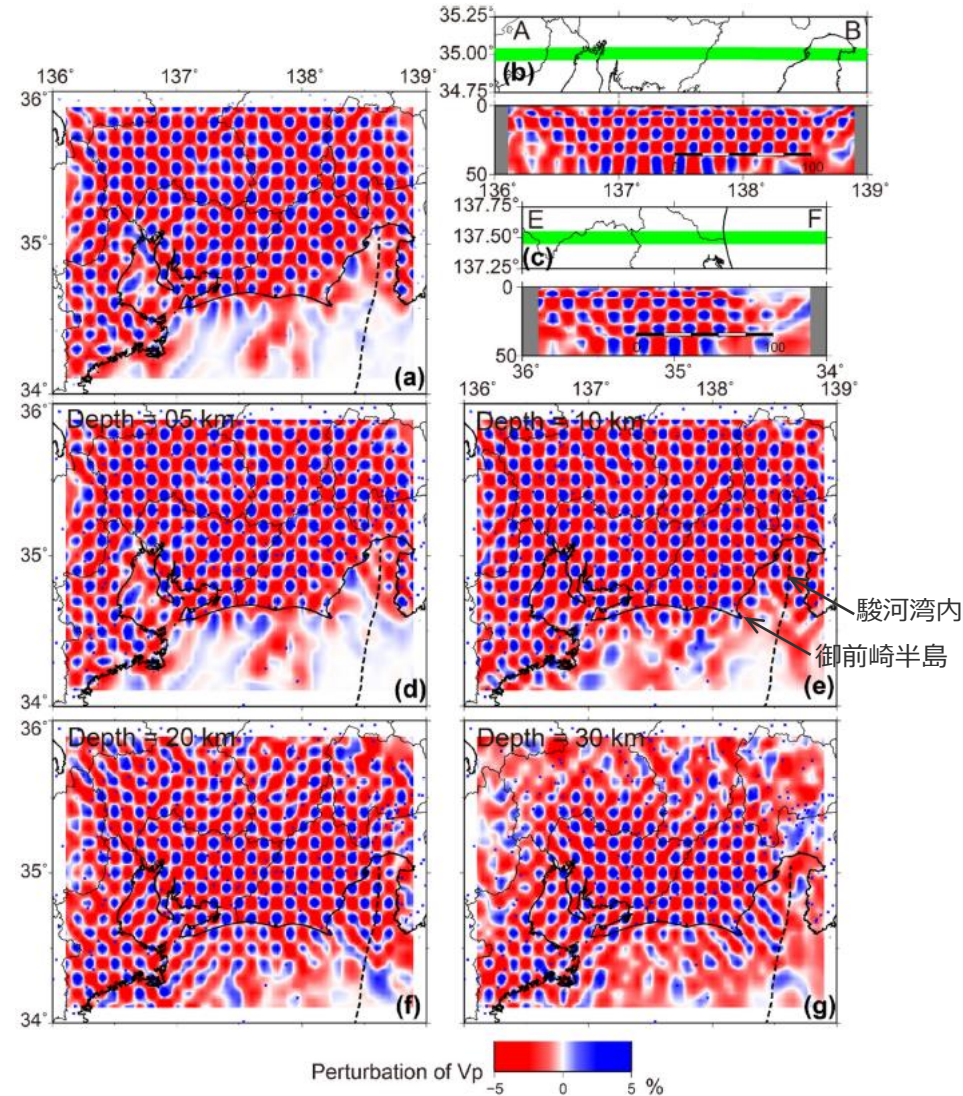 136° 137° 138° 139°
36°
35°
34°
(a)
35.25°
35.00°
34.75°
A B
(b)
0
50
0 100
136° 137° 138° 139°
137.75°
137.50°
137.25°
E F
(c)
0
50
0 100
36 35 34
Depth = 05 km
36°
35°
34°
(d)
136° 137° 138° 139°
Depth = 10 km
(e)
駿河湾内
御前崎半島
Depth = 20 km
36°
35°
34°
(f)
Depth = 30 km
(g)
Perturbation of Vp
−5 0 5 %